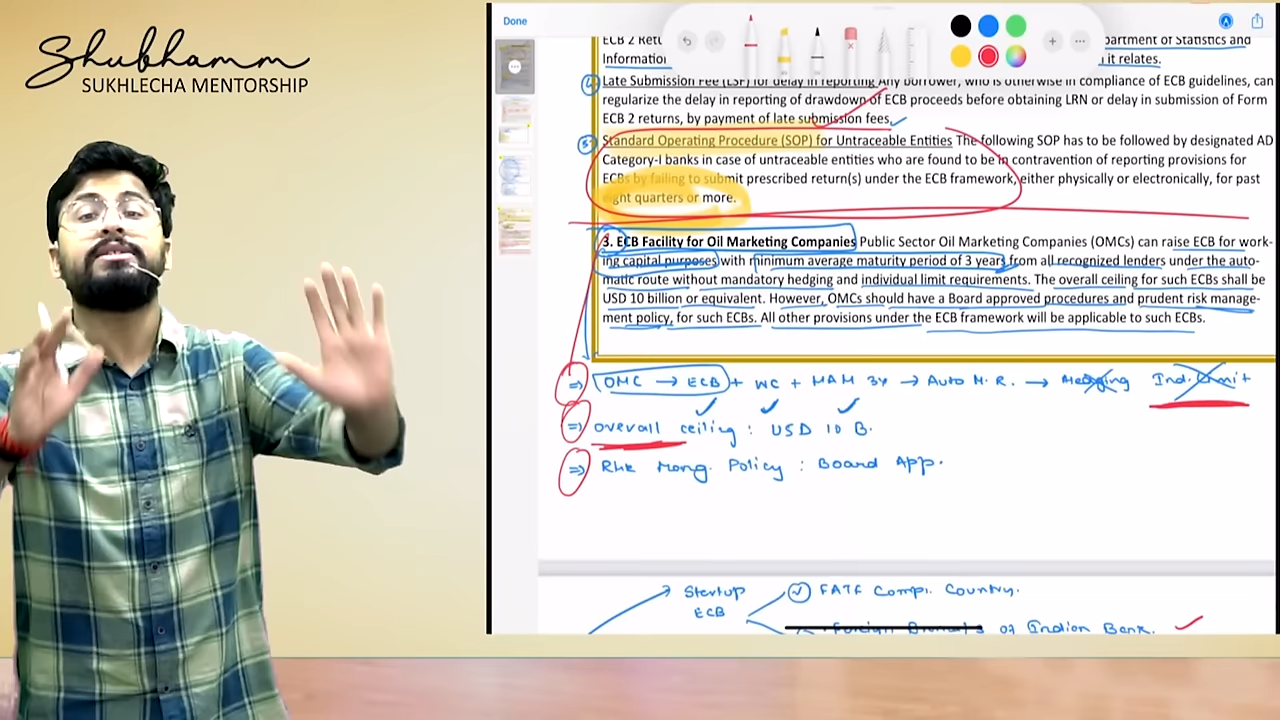 Shubhamm
SUKHLECHA MENTORSHIP
Done
ECB 2 Ret
partment of Statistics and
Informatio
it relates.
4 Late Submission Fee (LSF) for delay in reporting Any borrower, who is otherwise in compliance of ECB guidelines, can
regularize the delay in reporting of drawdown of ECB proceeds before obtaining LRN or delay in submission of Form
ECB 2 returns, by payment of late submission fees.
5 Standard Operating Procedure (SOP) for Untraceable Entities The following SOP has to be followed by designated AD
Category-I banks in case of untraceable entities who are found to be in contravention of reporting provisions for
ECBs by failing to submit prescribed return(s) under the ECB framework, either physically or electronically, for past
eight quarters or more.
3. ECB Facility for Oil Marketing Companies Public Sector Oil Marketing Companies (OMCs) can raise ECB for work-
ing capital purposes with minimum average maturity period of 3 years from all recognized lenders under the auto-
matic route without mandatory hedging and individual limit requirements. The overall ceiling for such ECBs shall be
USD 10 billion or equivalent. However, OMCs should have a Board approved procedures and prudent risk manage-
ment policy, for such ECBs. All other provisions under the ECB framework will be applicable to such ECBs.
⇒ OMC → ECB + WC + MAM 3Y → Auto M.R. → Hedging Ind. Limit
⇒ overall ceiling : USD 10 B.
⇒ Policy : Board App.
Startup
ECB
FATF Compl. Country.
of Indian Bank.